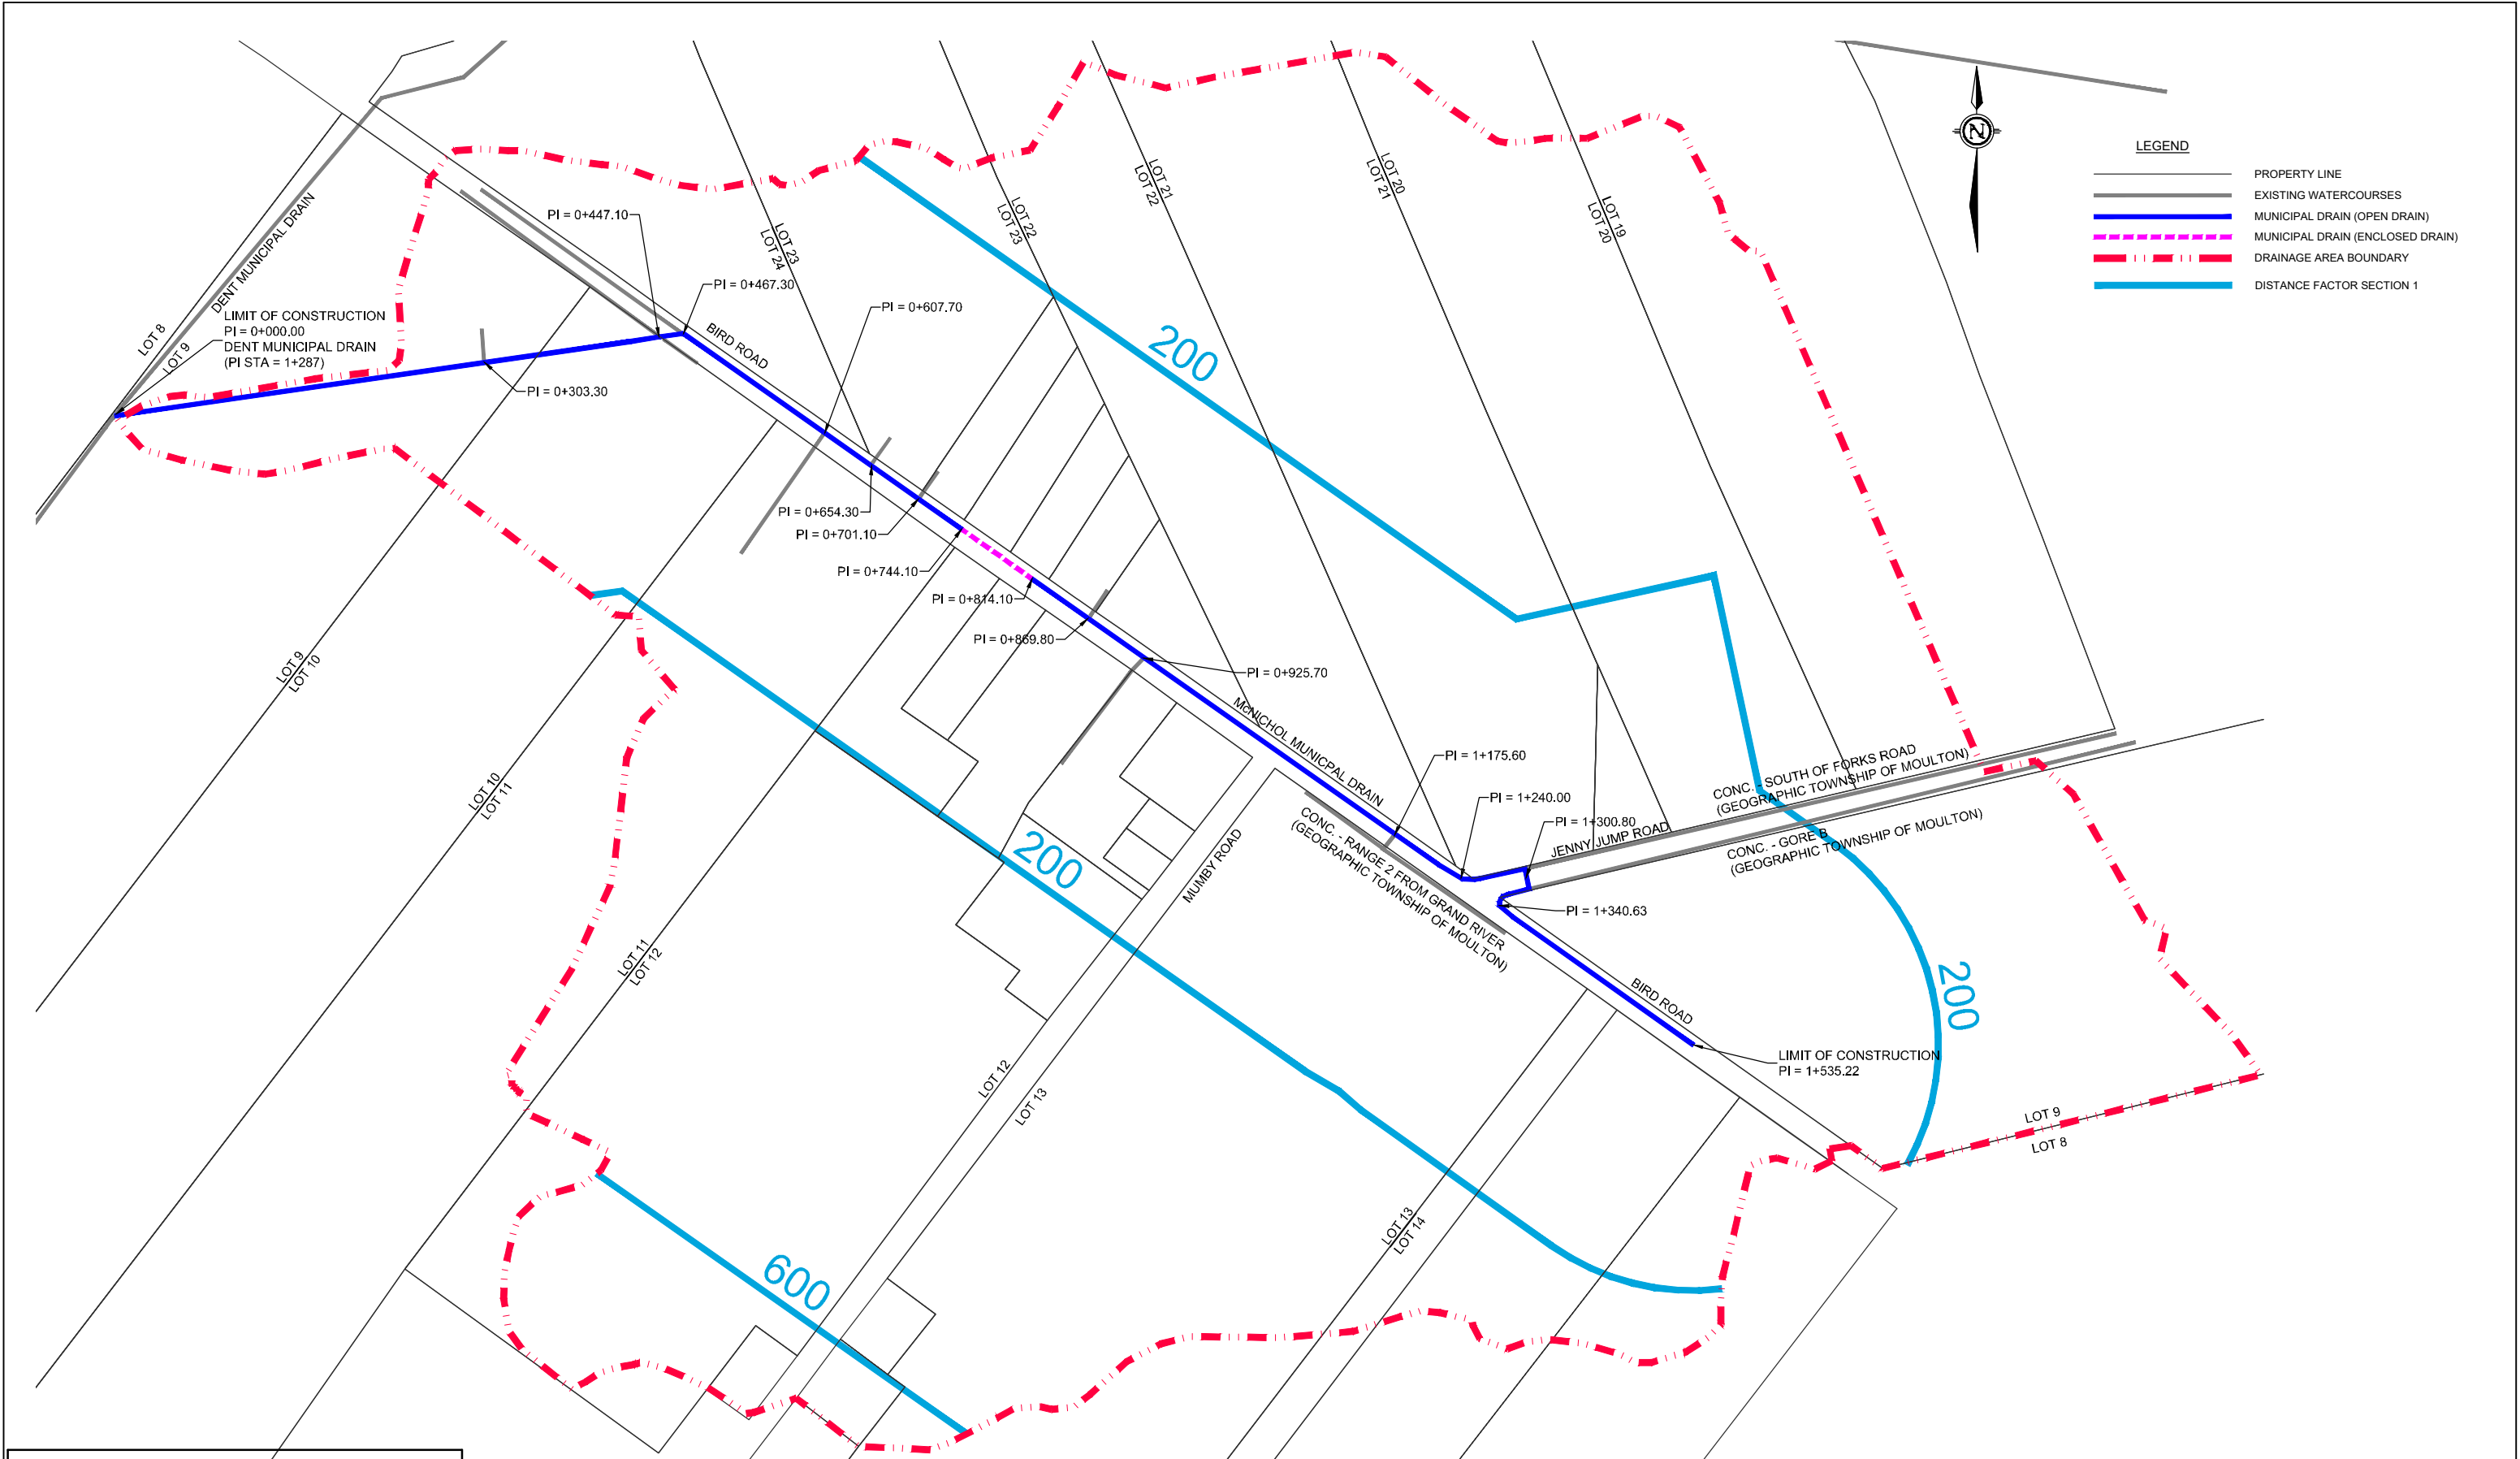 LEGEND
PROPERTY LINE
EXISTING WATERCOURSES
MUNICIPAL DRAIN (OPEN DRAIN)
MUNICIPAL DRAIN (ENCLOSED DRAIN)
DRAINAGE AREA BOUNDARY
DISTANCE FACTOR SECTION 1
N
DENT MUNICIPAL DRAIN
LOT 8
LOT 9
LIMIT OF CONSTRUCTION
PI = 0+000.00
DENT MUNICIPAL DRAIN
(PI STA = 1+287)
PI = 0+303.30
PI = 0+447.10
PI = 0+467.30
BIRD ROAD
PI = 0+607.70
PI = 0+654.30
PI = 0+701.10
PI = 0+744.10
PI = 0+814.10
PI = 0+869.80
PI = 0+925.70
LOT 23
LOT 24
LOT 22
LOT 23
LOT 21
LOT 22
LOT 20
LOT 21
LOT 19
LOT 20
200
McNICHOL MUNICPAL DRAIN
PI = 1+175.60
PI = 1+240.00
PI = 1+300.80
PI = 1+340.63
JENNY JUMP ROAD
CONC. - SOUTH OF FORKS ROAD
(GEOGRAPHIC TOWNSHIP OF MOULTON)
CONC. - GORE B
(GEOGRAPHIC TOWNSHIP OF MOULTON)
CONC. - RANGE 2 FROM GRAND RIVER
(GEOGRAPHIC TOWNSHIP OF MOULTON)
MUMBY ROAD
BIRD ROAD
LIMIT OF CONSTRUCTION
PI = 1+535.22
200
200
600
LOT 9
LOT 10
LOT 10
LOT 11
LOT 11
LOT 12
LOT 12
LOT 13
LOT 13
LOT 14
LOT 9
LOT 8